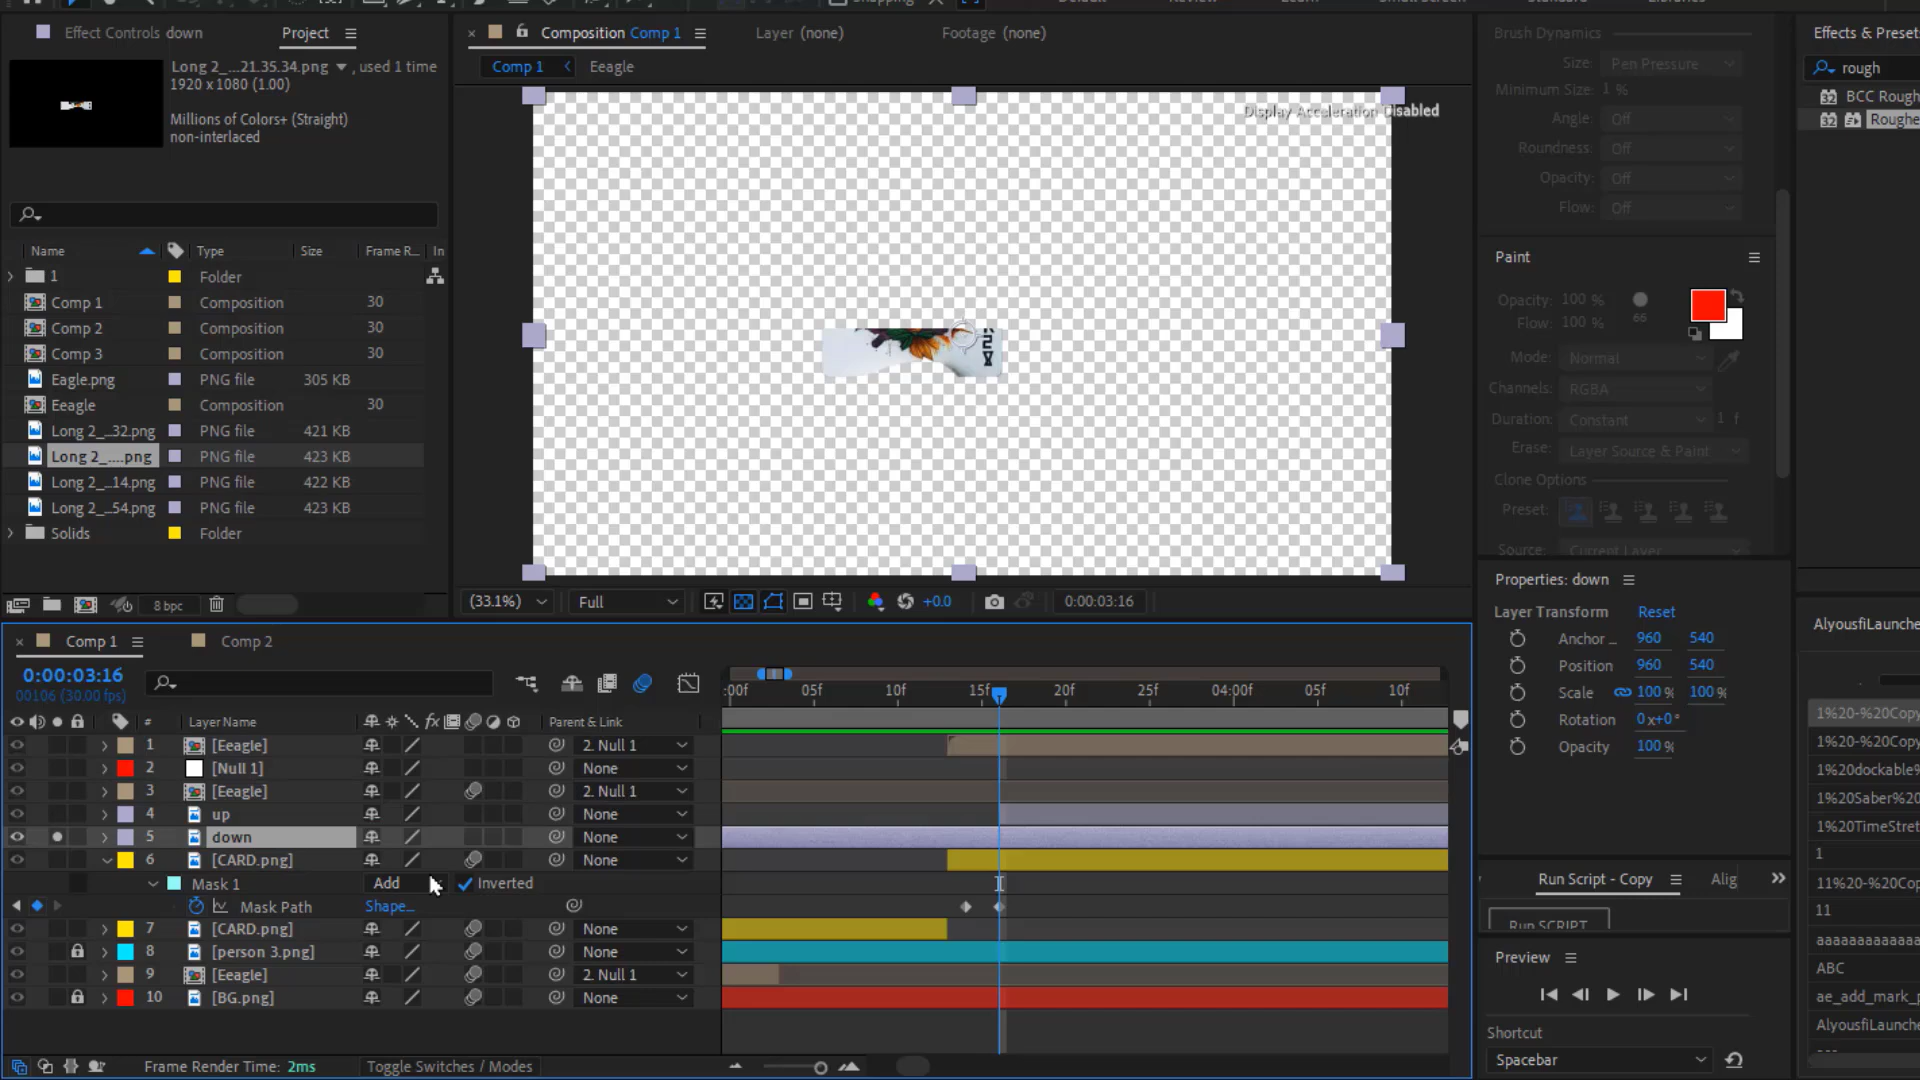 Effect Controls down
Project
Composition Comp 1
Layer (none)
Footage (none)
Brush Dynamics
Effects & Preset
Long 2_...21.35.34.png , used 1 time
1920 x 1080 (1.00)
Comp 1
Eeagle
Size:
Pen Pressure
rough
Minimum Size: 1 %
BCC Rough
Millions of Colors+ (Straight)
non-interlaced
Display Acceleration Disabled
Angle: Off
Roughe
Roundness: Off
Opacity: Off
Flow: Off
Name
Type
Size
Frame R...
In
Paint
1
Folder
Comp 1
Composition
30
Opacity: 100 %
66
Flow: 100 %
Comp 2
Composition
30
Comp 3
Composition
30
Mode: Normal
Eagle.png
PNG file
305 KB
Channels: RGBA
Eeagle
Composition
30
Duration: Constant
1 f
Long 2_...32.png
PNG file
421 KB
Erase: Layer Source & Paint
Long 2_....png
PNG file
423 KB
Clone Options
Long 2_...14.png
PNG file
422 KB
Long 2_...54.png
PNG file
423 KB
Preset:
Solids
Folder
Source: Current Layer
Properties: down
8 bpc
(33.1%)
Full
+0.0
0:00:03:16
Layer Transform
Reset
Comp 1
Comp 2
Anchor ... 960 540
AlyousfiLaunche
0:00:03:16
00106 (30.00 fps)
Position 960 540
:00f 05f 10f 15f 20f 25f 04:00f 05f 10f
Scale 100 % 100 %
Rotation 0x+0°
Opacity 100 %
# Layer Name
fx
Parent & Link
1 [Eeagle] 2. Null 1
2 [Null 1] None
3 [Eeagle] 2. Null 1
4 up None
5 down None
6 [CARD.png] None
Mask 1 Add Inverted
Mask Path Shape...
7 [CARD.png] None
8 [person 3.png] None
9 [Eeagle] 2. Null 1
10 [BG.png] None
1%20-%20Copy
1%20-%20Copy
1%20dockable%
1%20Saber%20
1%20TimeStret
1
11%20-%20Copy
11
aaaaaaaaaaaaa
ABC
ae_add_mark_p
AlyousfiLaunche
Run Script - Copy
Alig
Run SCRIPT
Preview
Shortcut
Spacebar
Frame Render Time: 2ms
Toggle Switches / Modes